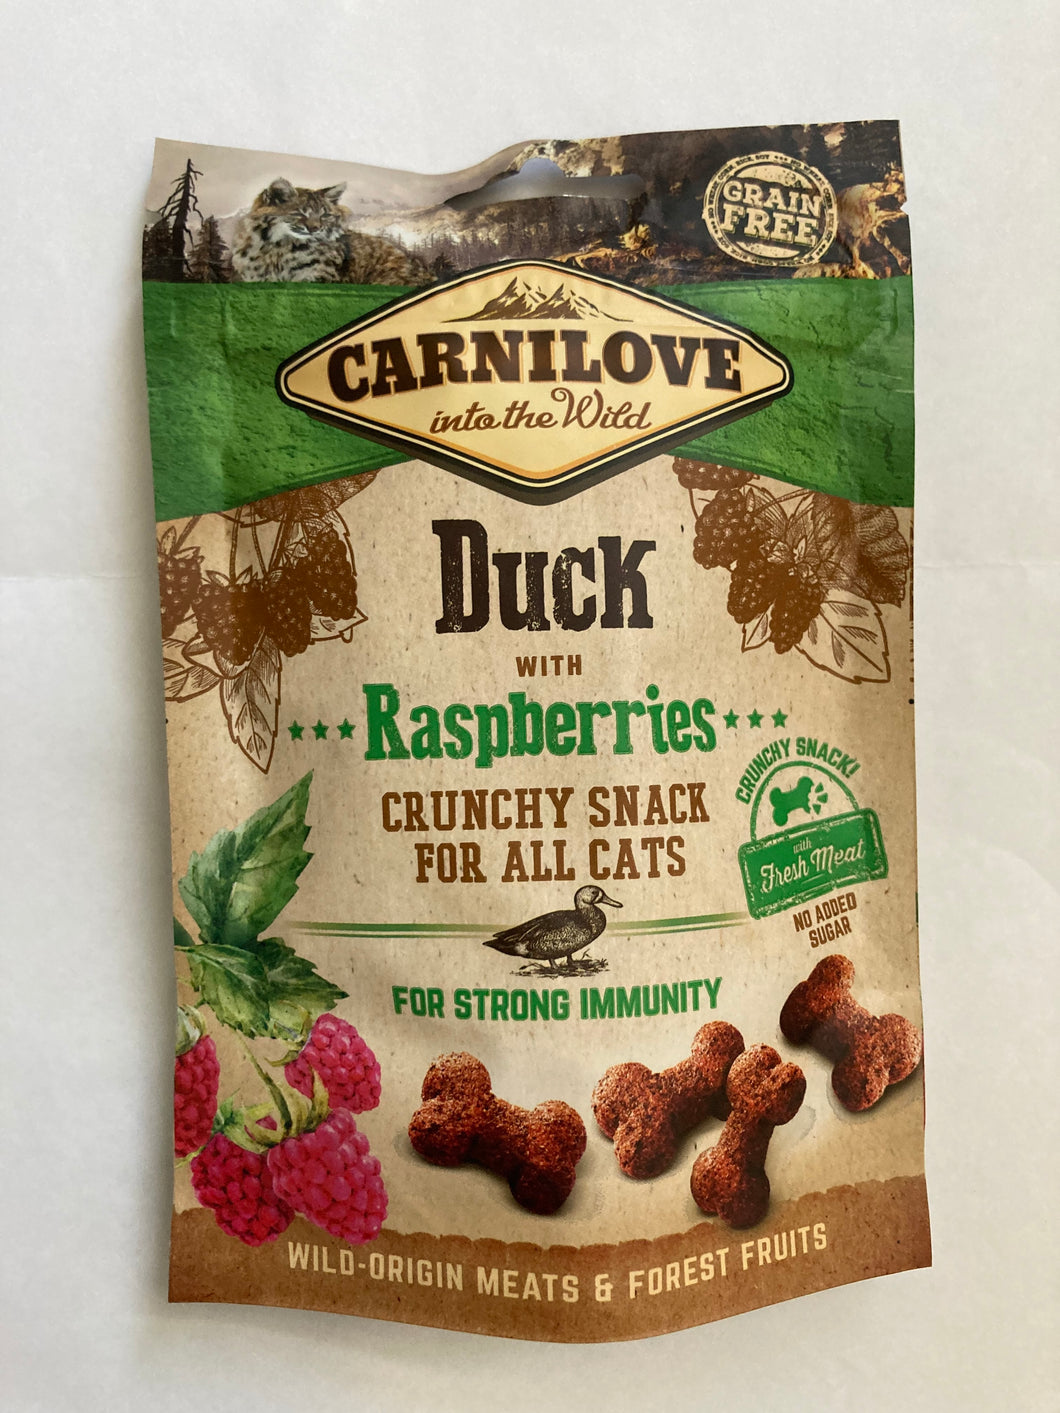 GRAIN
FREE
CARNILOVE
into the Wild
Duck
WITH
Raspberries
CRUNCHY SNACK
FOR ALL CATS
CRUNCHY SNACK!
with
Fresh Meat
NO ADDED
SUGAR
FOR STRONG IMMUNITY
WILD-ORIGIN MEATS & FOREST FRUITS